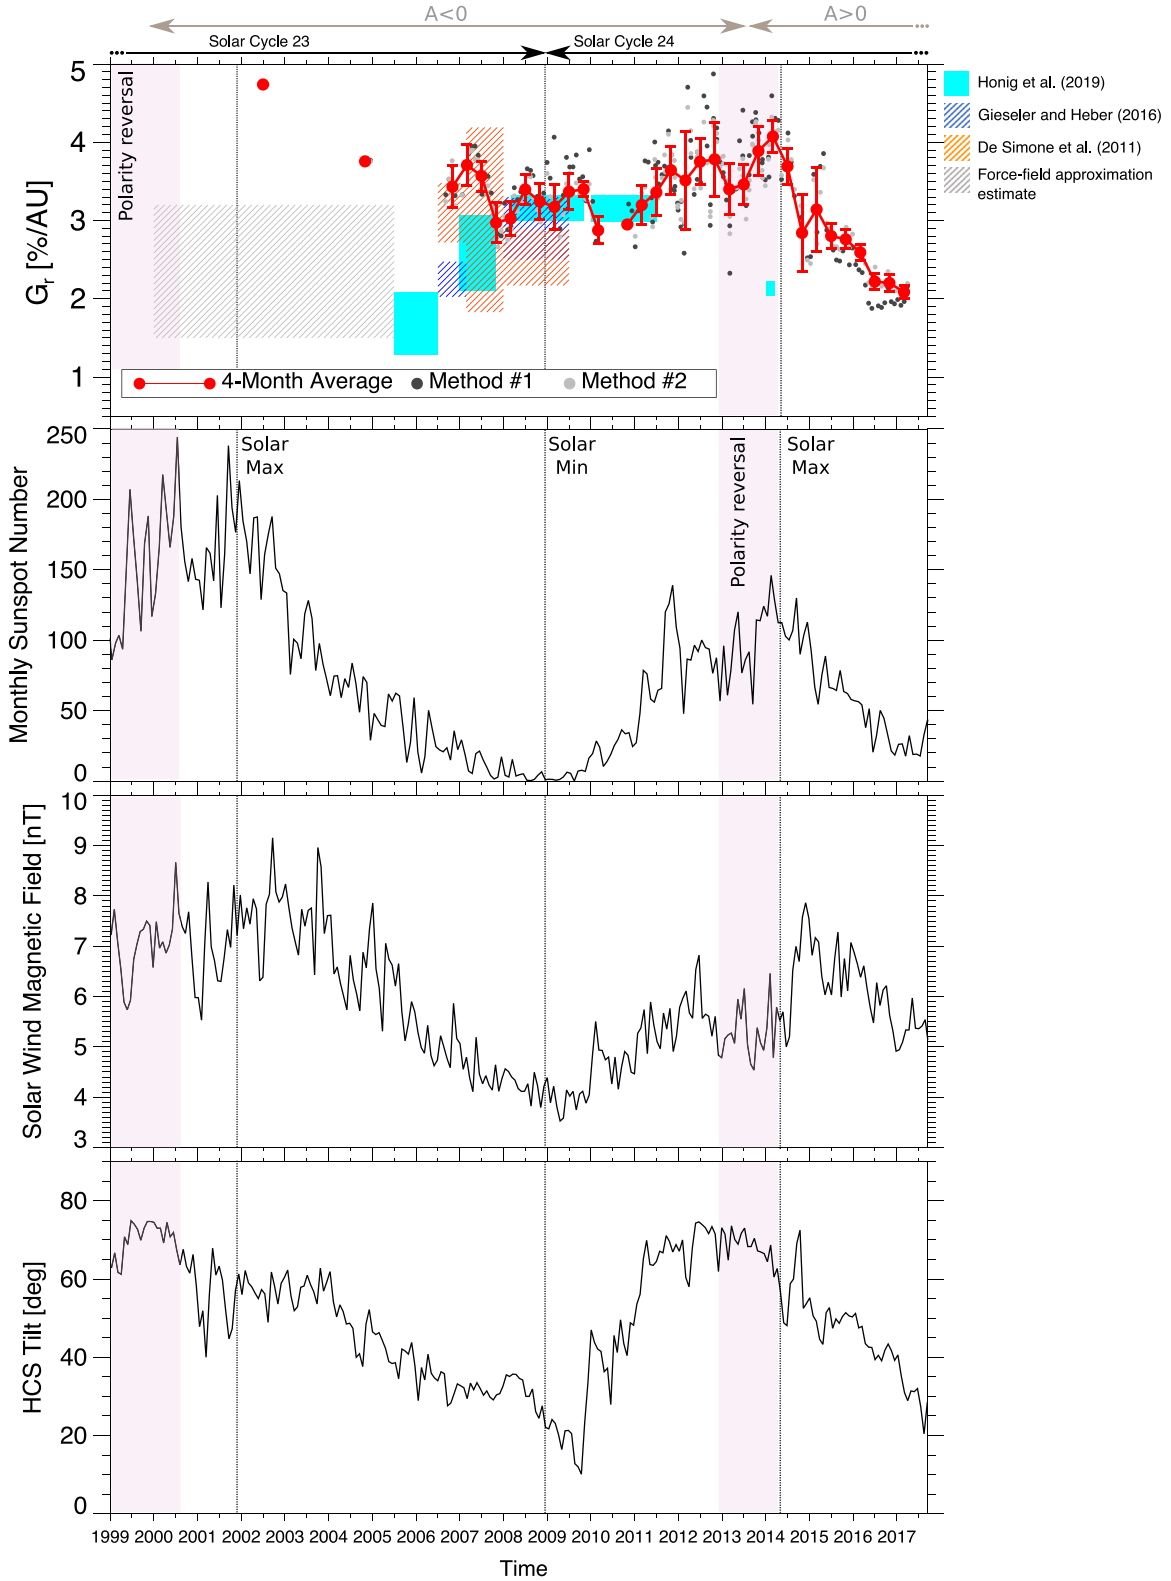 A<0
A>0
Solar Cycle 23
Solar Cycle 24
5
4
3
2
1
Gr [%/AU]
Polarity reversal
Honig et al. (2019)
Gieseler and Heber (2016)
De Simone et al. (2011)
Force-field approximation
estimate
4-Month Average
Method #1
Method #2
250
200
150
100
50
0
Monthly Sunspot Number
Solar
Max
Solar
Min
Polarity reversal
Solar
Max
10
9
8
7
6
5
4
3
Solar Wind Magnetic Field [nT]
80
60
40
20
0
HCS Tilt [deg]
1999 2000 2001 2002 2003 2004 2005 2006 2007 2008 2009 2010 2011 2012 2013 2014 2015 2016 2017
Time